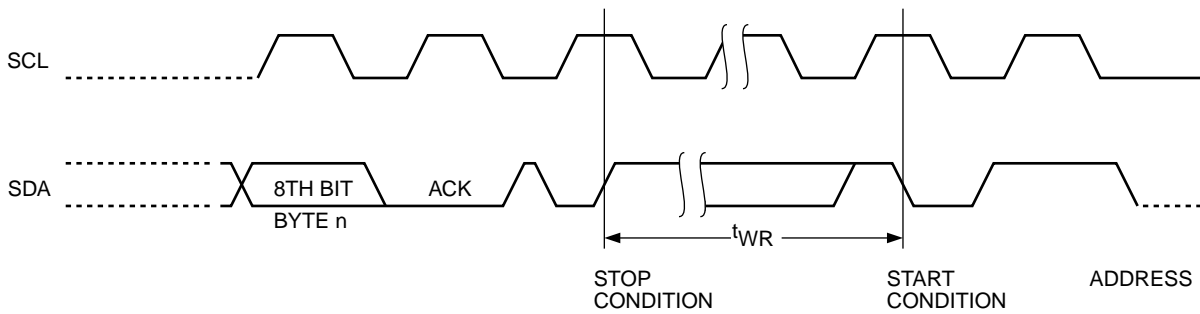 SCL
SDA
8TH BIT
BYTE n
ACK
tWR
STOP
CONDITION
START
CONDITION
ADDRESS